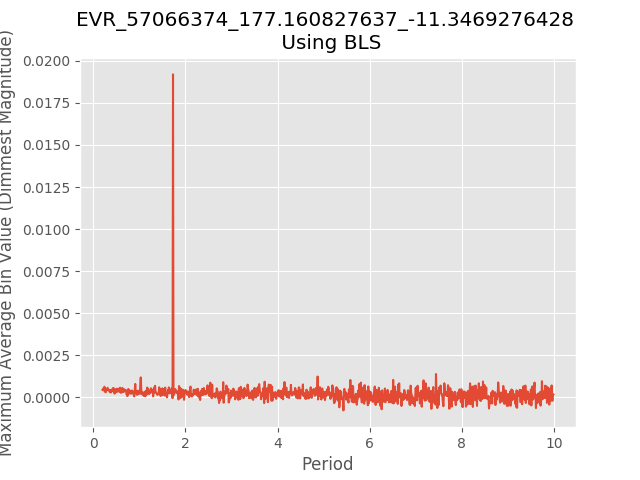 EVR_57066374_177.160827637_-11.3469276428
Using BLS
Maximum Average Bin Value (Dimmest Magnitude)
0.0200
0.0175
0.0150
0.0125
0.0100
0.0075
0.0050
0.0025
0.0000
0 2 4 6 8 10
Period